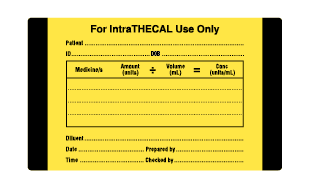 For IntraTHECAL Use Only
Patient
ID DOB
Medicine/s Amount (units) ÷ Volume (mL) = Conc (units/mL)
Diluent
Date Prepared by
Time Checked by